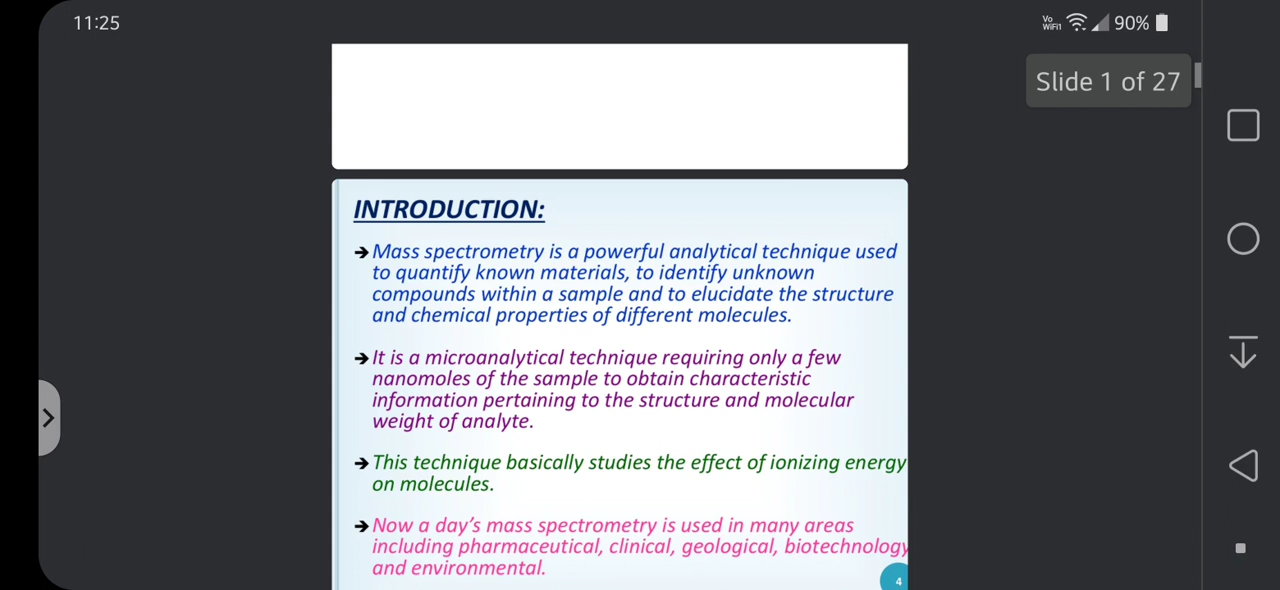 11:25
Vo
WiFi1
90%
Slide 1 of 27
INTRODUCTION:
➔ Mass spectrometry is a powerful analytical technique used
to quantify known materials, to identify unknown
compounds within a sample and to elucidate the structure
and chemical properties of different molecules.
➔ It is a microanalytical technique requiring only a few
nanomoles of the sample to obtain characteristic
information pertaining to the structure and molecular
weight of analyte.
➔ This technique basically studies the effect of ionizing energy
on molecules.
➔ Now a day's mass spectrometry is used in many areas
including pharmaceutical, clinical, geological, biotechnology
and environmental.
4